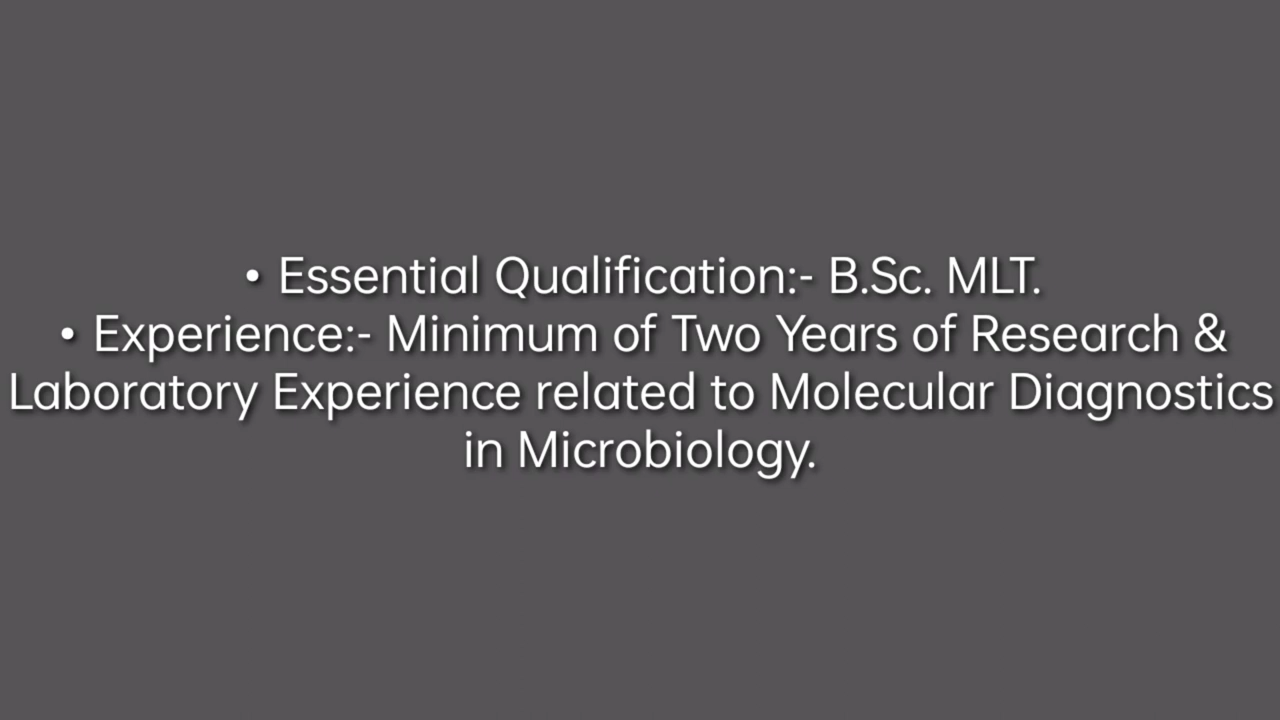 • Essential Qualification:- B.Sc. MLT.
• Experience:- Minimum of Two Years of Research &
Laboratory Experience related to Molecular Diagnostics
in Microbiology.